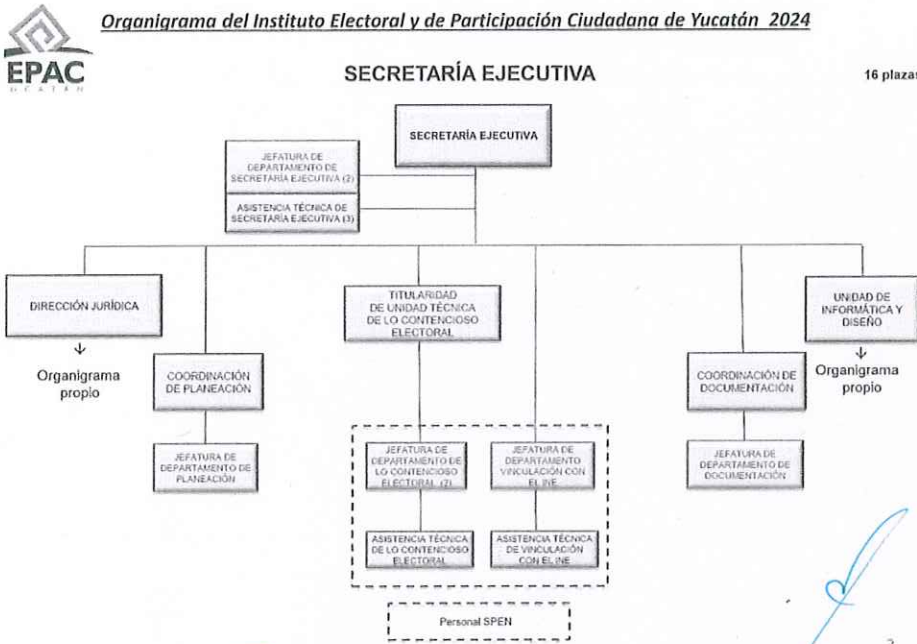 Organigrama del Instituto Electoral y de Participación Ciudadana de Yucatán 2024
EPAC
SECRETARÍA EJECUTIVA
16 plazas
SECRETARÍA EJECUTIVA
JEFATURA DE
DEPARTAMENTO DE
SECRETARÍA EJECUTIVA (2)
ASISTENCIA TÉCNICA DE
SECRETARÍA EJECUTIVA (3)
DIRECCIÓN JURÍDICA
Organigrama
propio
COORDINACIÓN
DE PLANEACIÓN
JEFATURA DE
DEPARTAMENTO DE
PLANEACIÓN
TITULARIDAD
DE UNIDAD TÉCNICA
DE LO CONTENCIOSO
ELECTORAL
JEFATURA DE
DEPARTAMENTO DE
LO CONTENCIOSO
ELECTORAL (2)
ASISTENCIA TÉCNICA
DE LO CONTENCIOSO
ELECTORAL
JEFATURA DE
DEPARTAMENTO
VINCULACIÓN CON
EL INE
ASISTENCIA TÉCNICA
DE VINCULACIÓN
CON EL INE
COORDINACIÓN DE
DOCUMENTACIÓN
JEFATURA DE
DEPARTAMENTO DE
DOCUMENTACIÓN
UNIDAD DE
INFORMÁTICA Y
DISEÑO
Organigrama
propio
Personal SPEN